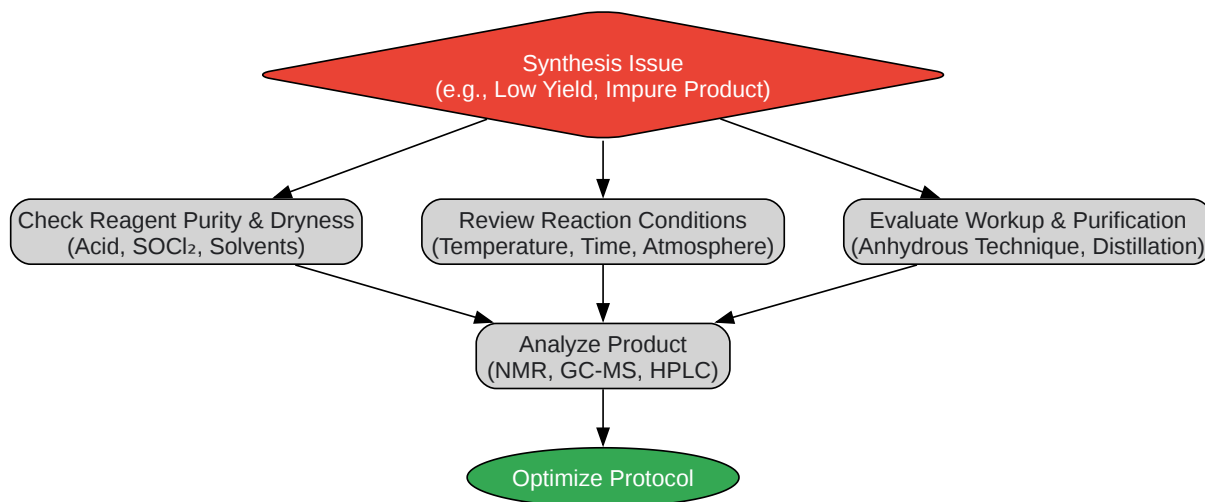 Synthesis Issue
(e.g., Low Yield, Impure Product)
Check Reagent Purity & Dryness
(Acid, SOCl₂, Solvents)
Review Reaction Conditions
(Temperature, Time, Atmosphere)
Evaluate Workup & Purification
(Anhydrous Technique, Distillation)
Analyze Product
(NMR, GC-MS, HPLC)
Optimize Protocol